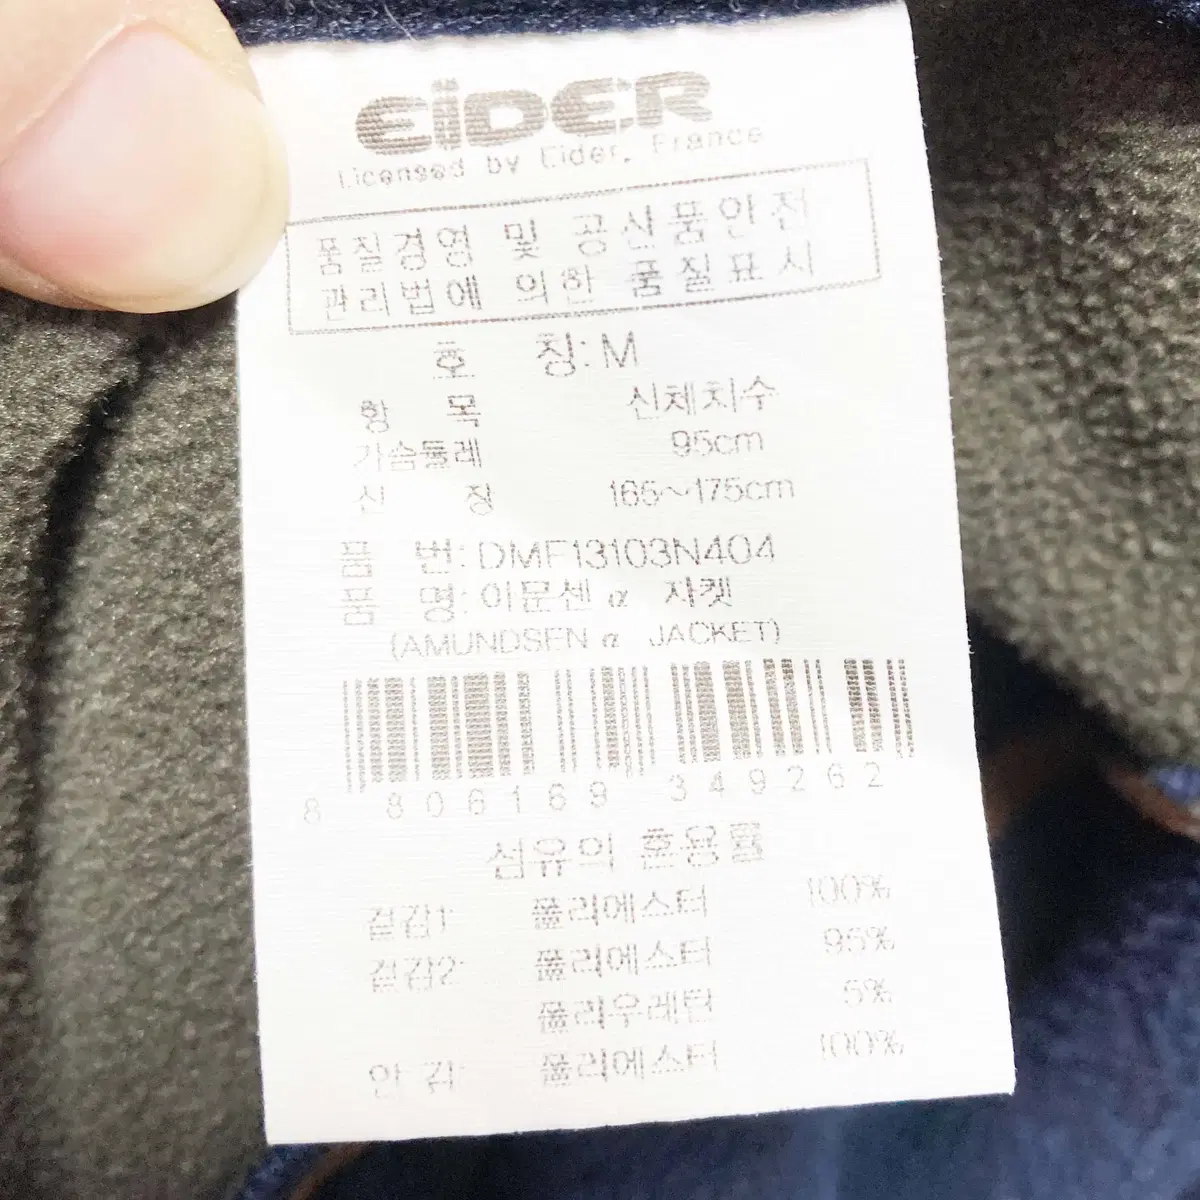 EiDER
Licensed by Eider, France
품질경영 및 공산품안전
관리법에 의한 품질표시
호 칭: M
항 목 신체치수
가슴둘레 95cm
신 장 165~175cm
품 번: DMF13103N404
품 명: 아문센 α 자켓
(AMUNDSEN α JACKET)
8 806169 349262
섬유의 혼용률
겉감1: 폴리에스터 100%
겉감2: 폴리에스터 95%
폴리우레탄 5%
안 감: 폴리에스터 100%